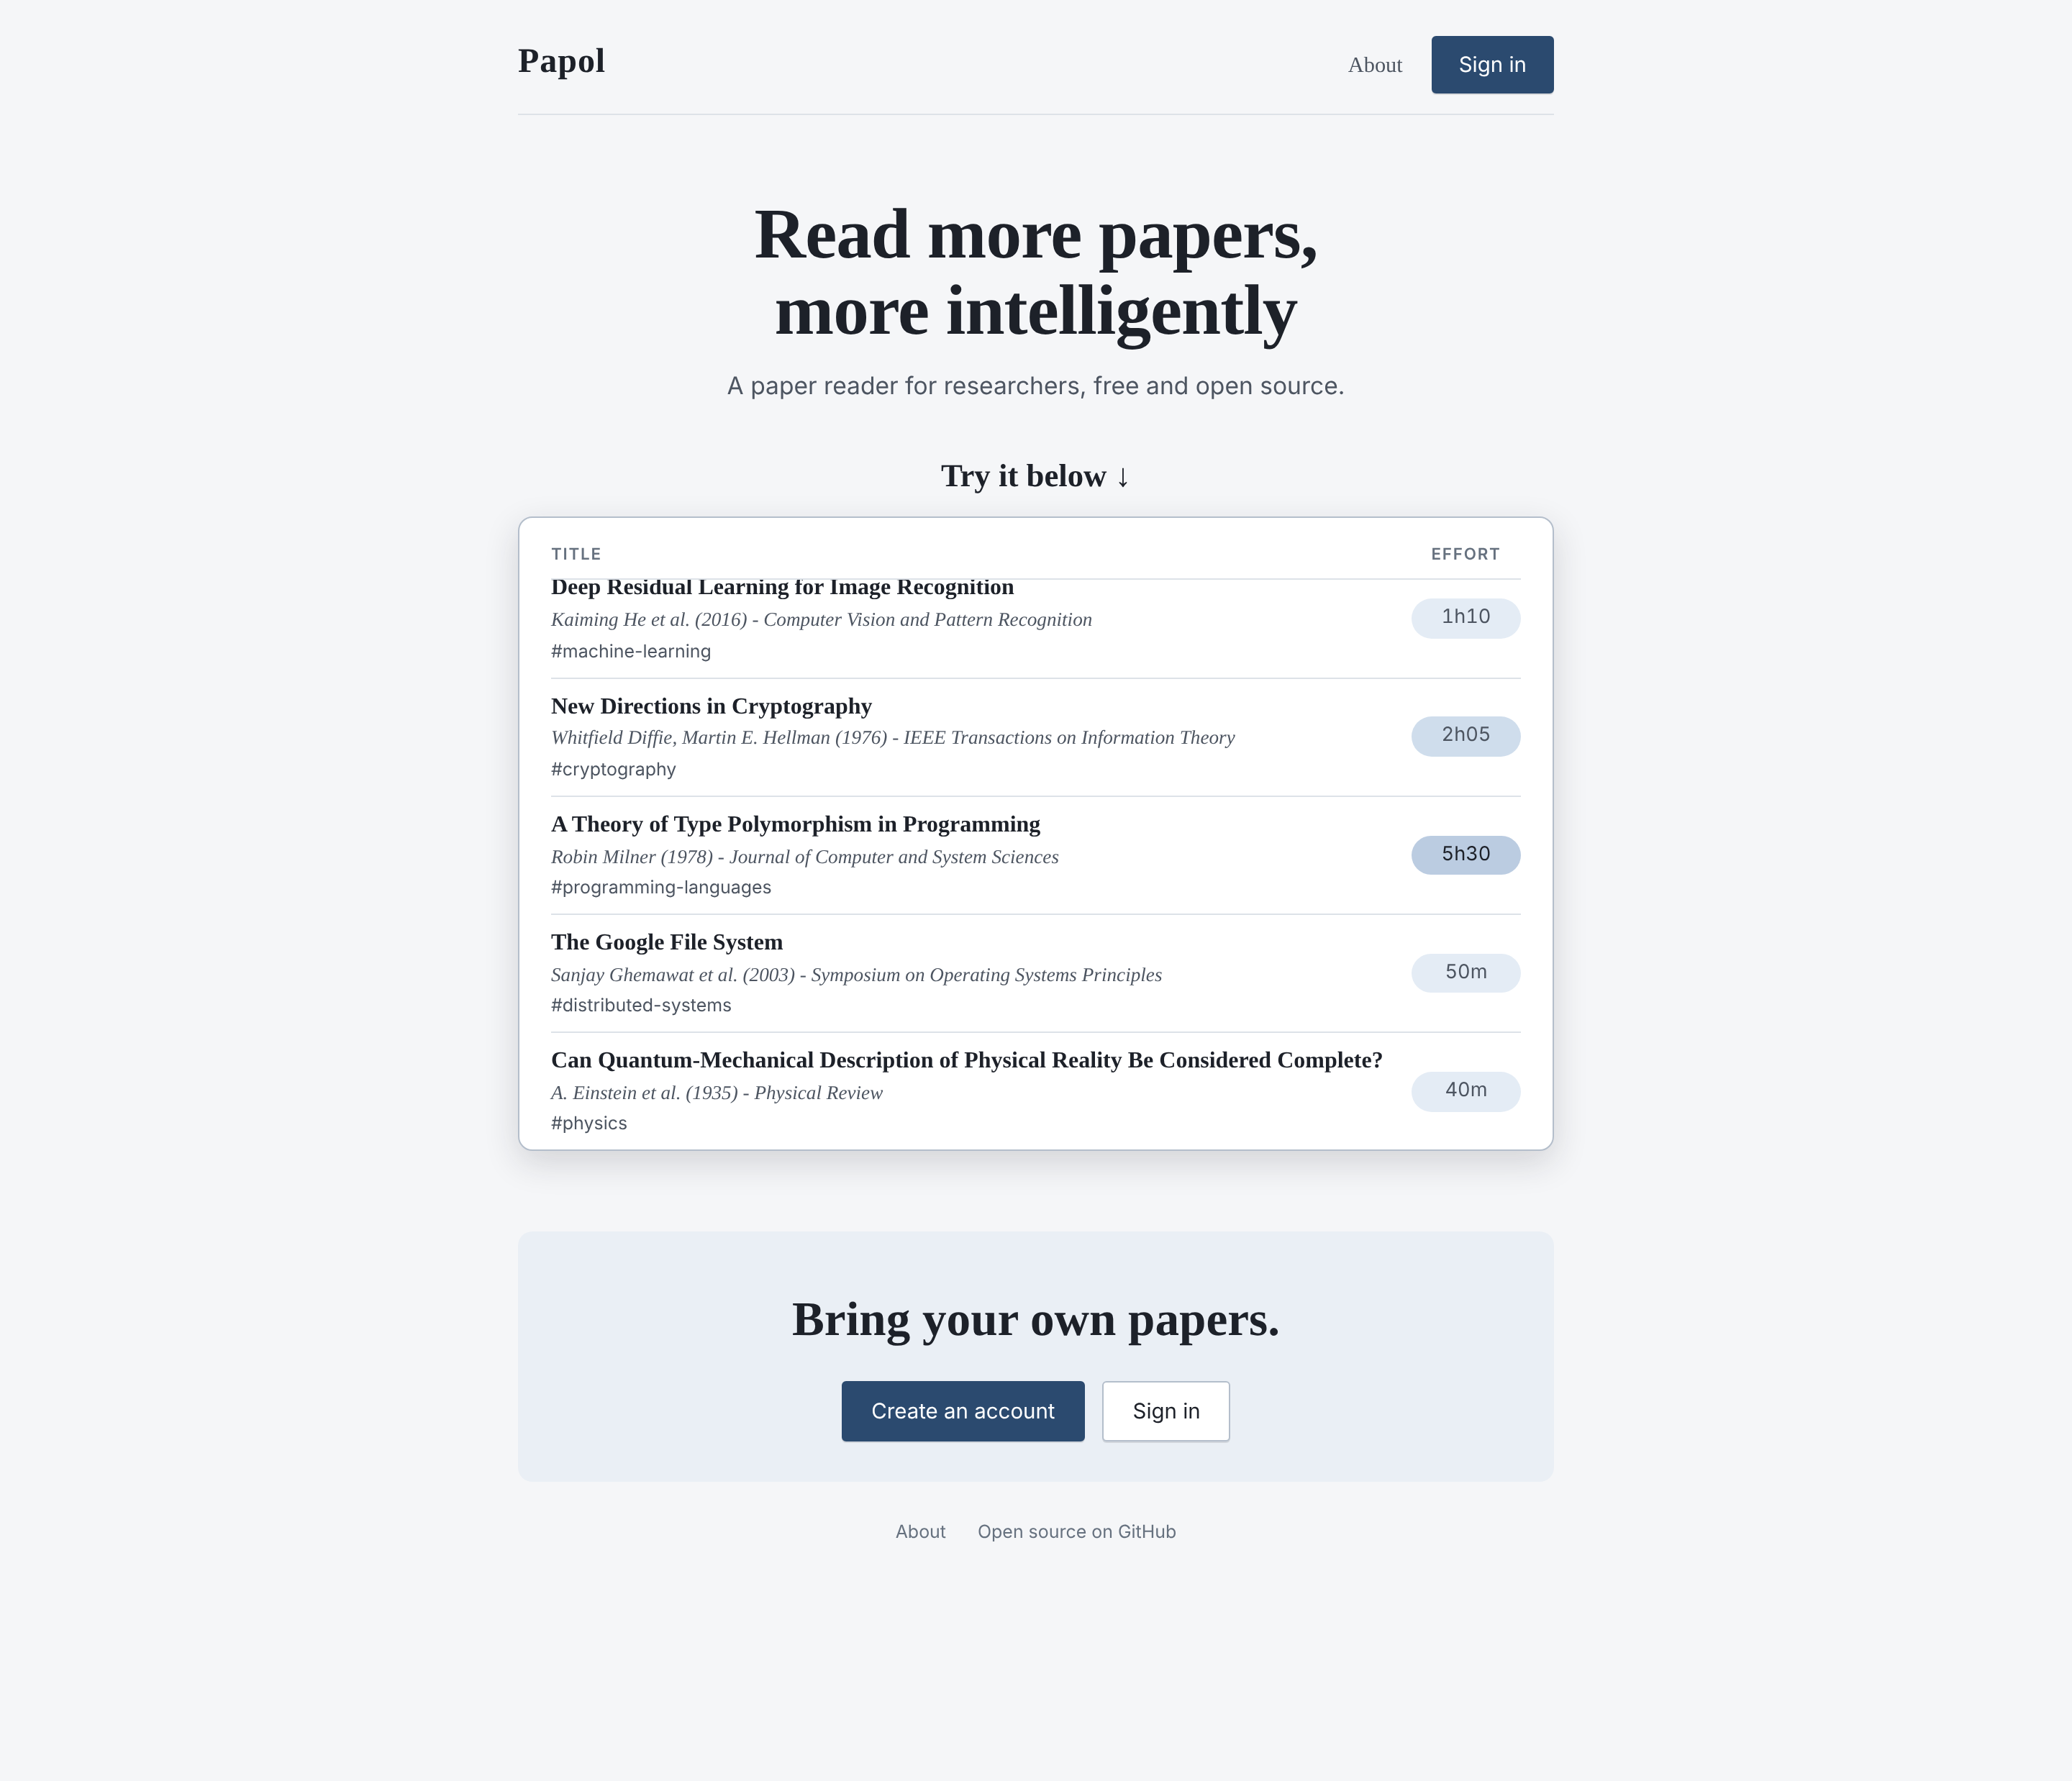 Papol
About
Sign in
Read more papers,
more intelligently
A paper reader for researchers, free and open source.
Try it below ↓
TITLE
EFFORT
Deep Residual Learning for Image Recognition
Kaiming He et al. (2016) - Computer Vision and Pattern Recognition
1h10
#machine-learning
New Directions in Cryptography
Whitfield Diffie, Martin E. Hellman (1976) - IEEE Transactions on Information Theory
2h05
#cryptography
A Theory of Type Polymorphism in Programming
Robin Milner (1978) - Journal of Computer and System Sciences
5h30
#programming-languages
The Google File System
Sanjay Ghemawat et al. (2003) - Symposium on Operating Systems Principles
50m
#distributed-systems
Can Quantum-Mechanical Description of Physical Reality Be Considered Complete?
A. Einstein et al. (1935) - Physical Review
40m
#physics
Bring your own papers.
Create an account
Sign in
About
Open source on GitHub